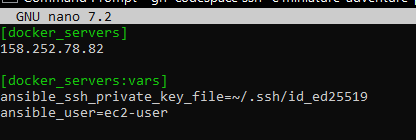 Command Prompt - gh codespace ssh -c miniature-adventure-p
GNU nano 7.2
[docker_servers]
158.252.78.82
[docker_servers:vars]
ansible_ssh_private_key_file=~/.ssh/id_ed25519
ansible_user=ec2-user